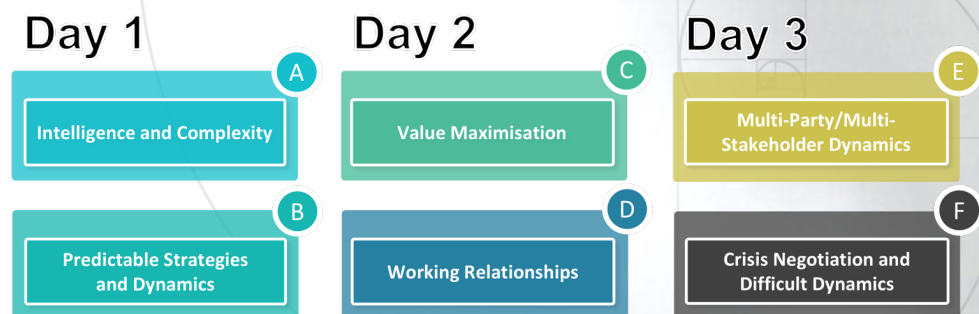 Day 1
A
Intelligence and Complexity
B
Predictable Strategies
and Dynamics
Day 2
C
Value Maximisation
D
Working Relationships
Day 3
E
Multi-Party/Multi-
Stakeholder Dynamics
F
Crisis Negotiation and
Difficult Dynamics